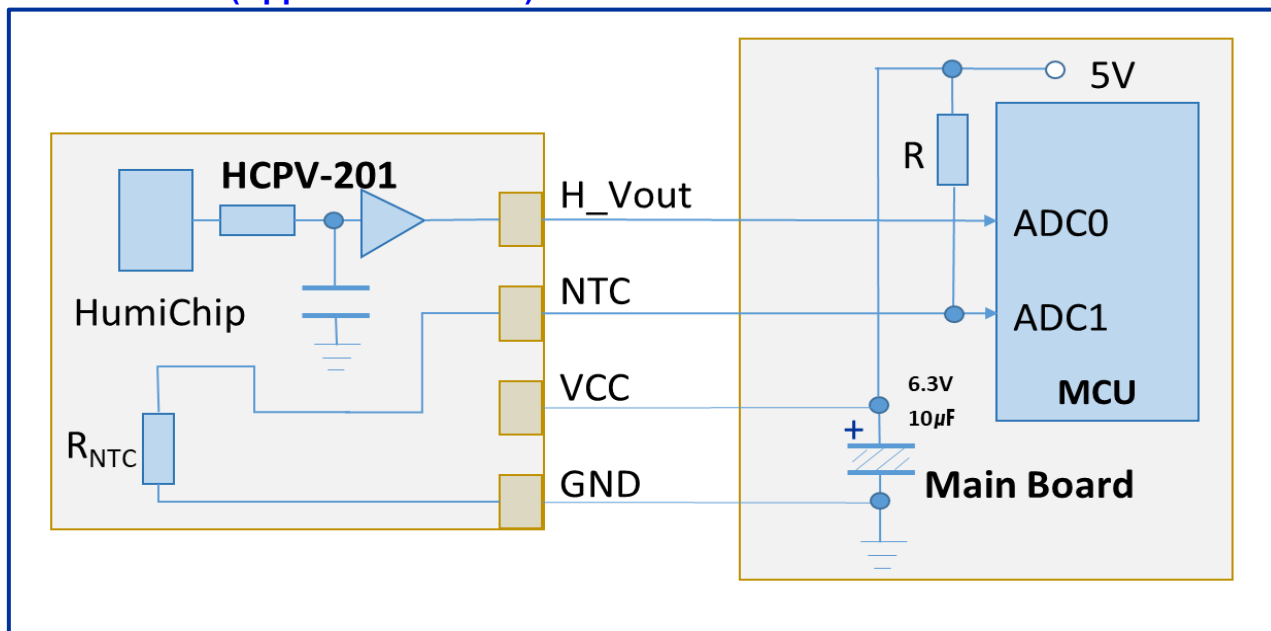 5V
R
HCPV-201
H_Vout
ADC0
HumiChip
NTC
ADC1
VCC
6.3V
10µF
MCU
+
RNTC
GND
Main Board